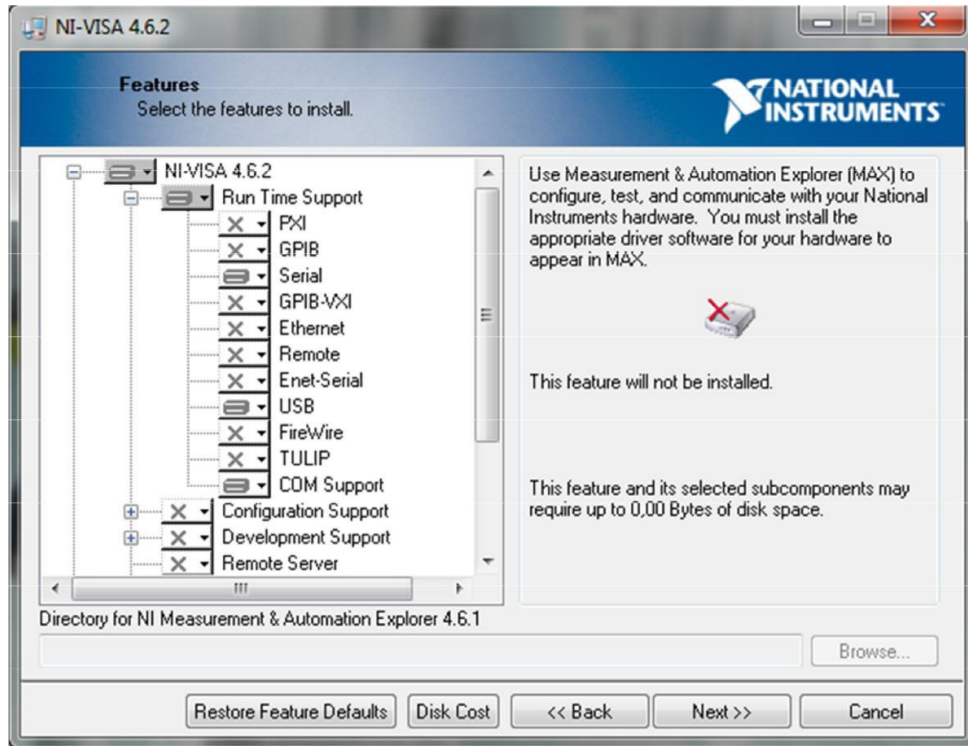 NI-VISA 4.6.2
Features
Select the features to install.
NATIONAL
INSTRUMENTS
NI-VISA 4.6.2
Run Time Support
PXI
GPIB
Serial
GPIB-VXI
Ethernet
Remote
Enet-Serial
USB
FireWire
TULIP
COM Support
Configuration Support
Development Support
Remote Server
Use Measurement & Automation Explorer (MAX) to
configure, test, and communicate with your National
Instruments hardware. You must install the
appropriate driver software for your hardware to
appear in MAX.
This feature will not be installed.
This feature and its selected subcomponents may
require up to 0,00 Bytes of disk space.
Directory for NI Measurement & Automation Explorer 4.6.1
Browse...
Restore Feature Defaults
Disk Cost
<< Back
Next >>
Cancel